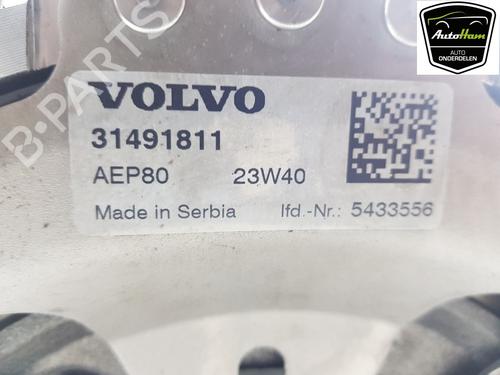 AutoHam
AUTO
ONDERDELEN
B-PARTS
VOLVO
31491811
AEP80 23W40
Made in Serbia lfd.-Nr.: 5433556